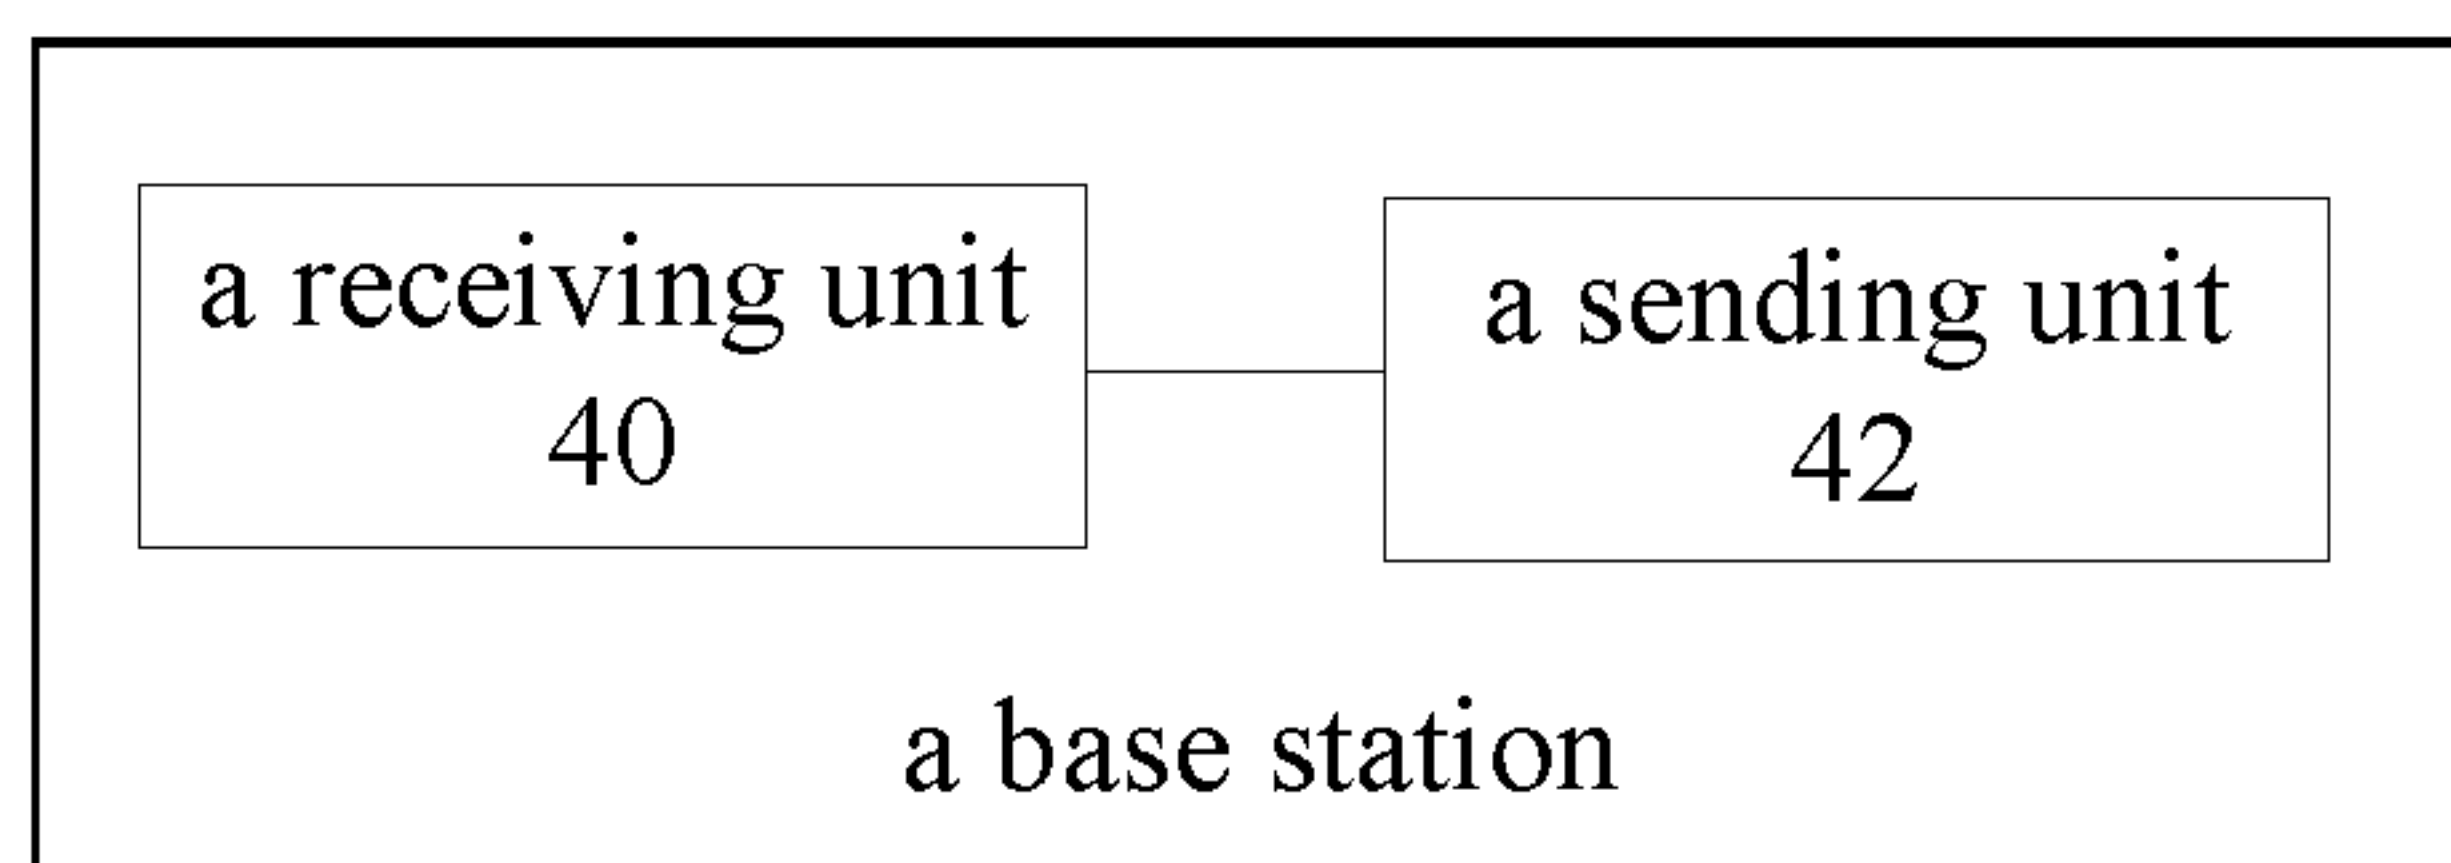 a receiving unit
40
a sending unit
42
a base station